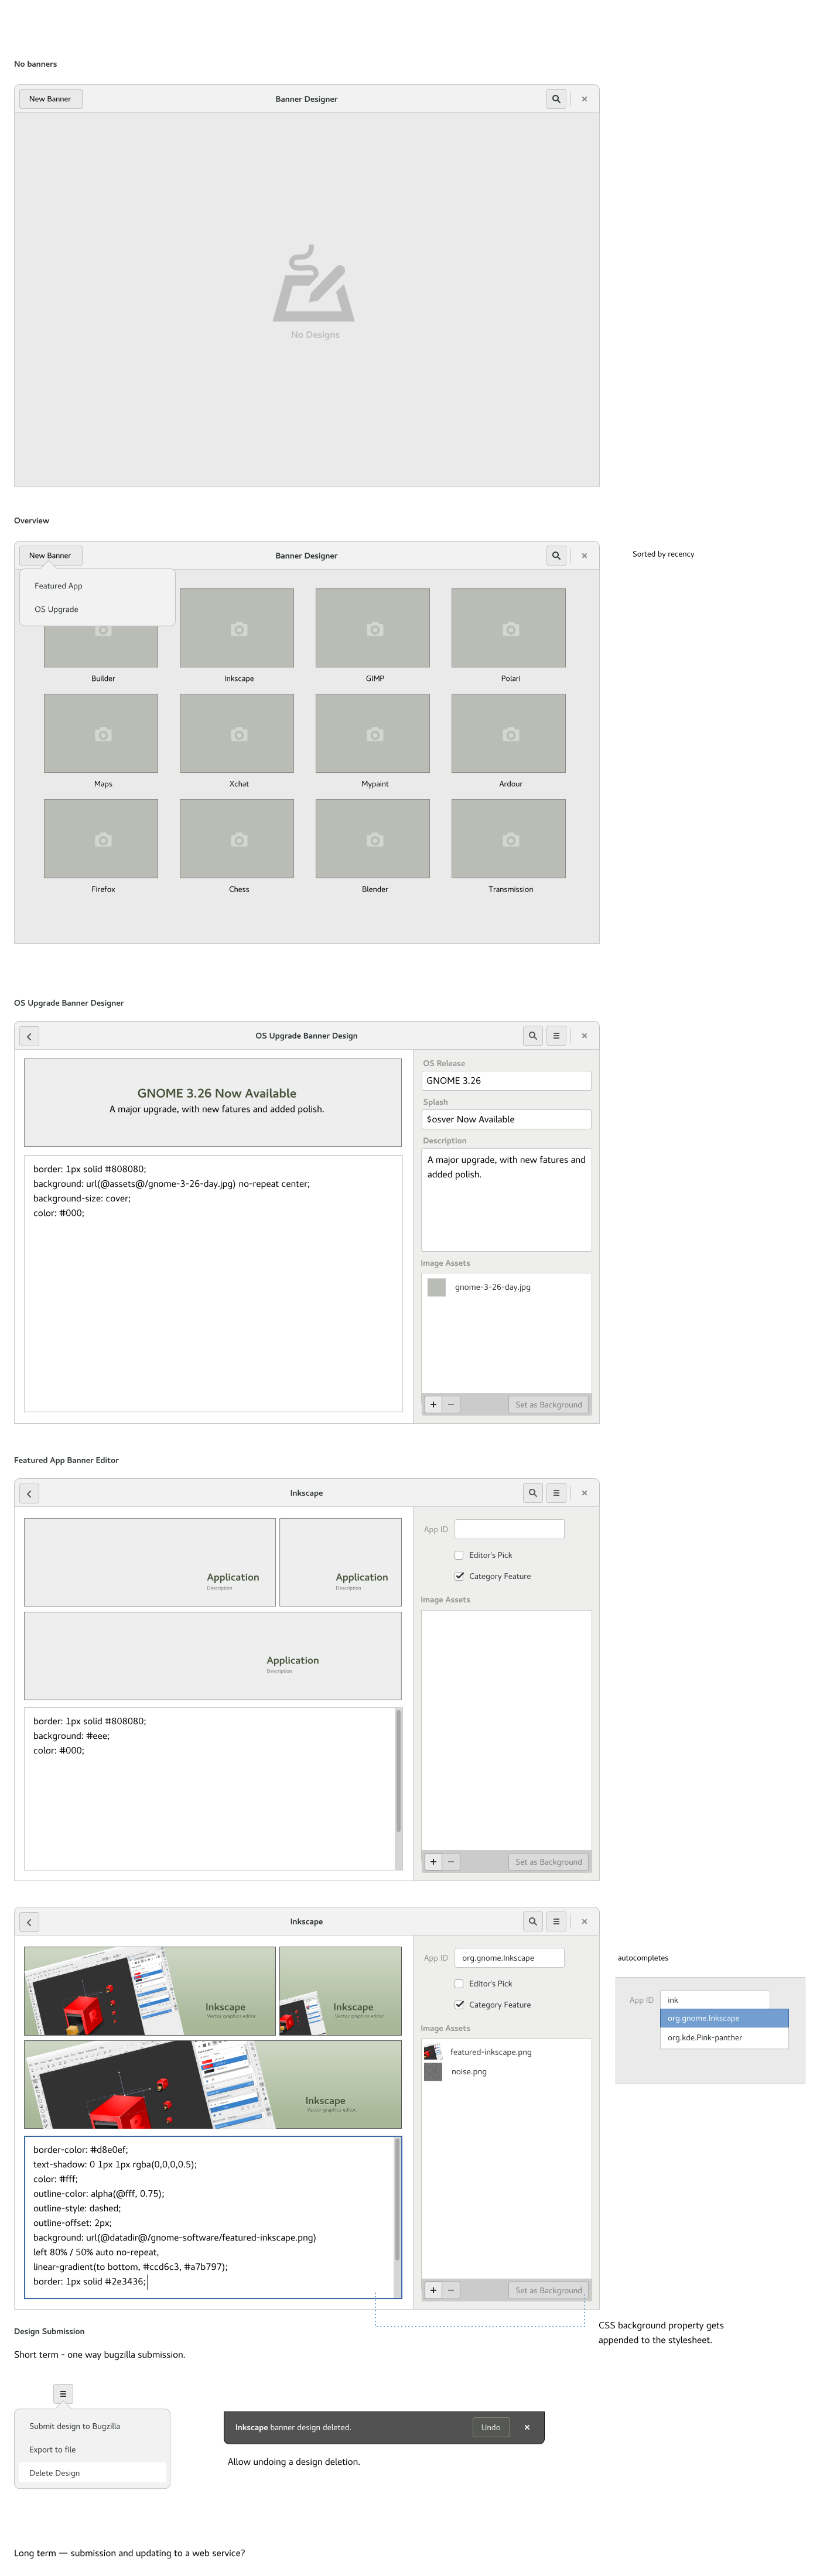 No banners
New Banner
Banner Designer
No Designs
Overview
New Banner
Banner Designer
Sorted by recency
Featured App
OS Upgrade
Builder
Inkscape
GIMP
Polari
Maps
Xchat
Mypaint
Ardour
Firefox
Chess
Blender
Transmission
OS Upgrade Banner Designer
OS Upgrade Banner Design
GNOME 3.26 Now Available
A major upgrade, with new fatures and added polish.
border: 1px solid #808080;
background: url(@assets@/gnome-3-26-day.jpg) no-repeat center;
background-size: cover;
color: #000;
OS Release
GNOME 3.26
Splash
$osver Now Available
Description
A major upgrade, with new fatures and
added polish.
Image Assets
gnome-3-26-day.jpg
Set as Background
Featured App Banner Editor
Inkscape
Application
Description
Application
Description
Application
Description
border: 1px solid #808080;
background: #eee;
color: #000;
App ID
Editor's Pick
Category Feature
Image Assets
Set as Background
Inkscape
Inkscape
Vector graphics editor
Inkscape
Vector graphics editor
Inkscape
Vector graphics editor
border-color: #d8e0ef;
text-shadow: 0 1px 1px rgba(0,0,0,0.5);
color: #fff;
outline-color: alpha(@fff, 0.75);
outline-style: dashed;
outline-offset: 2px;
background: url(@datadir@/gnome-software/featured-inkscape.png)
left 80% / 50% auto no-repeat,
linear-gradient(to bottom, #ccd6c3, #a7b797);
border: 1px solid #2e3436;
App ID
org.gnome.Inkscape
Editor's Pick
Category Feature
Image Assets
featured-inkscape.png
noise.png
Set as Background
autocompletes
App ID
ink
org.gnome.Inkscape
org.kde.Pink-panther
CSS background property gets
appended to the stylesheet.
Design Submission
Short term - one way bugzilla submission.
Submit design to Bugzilla
Export to file
Delete Design
Inkscape banner design deleted.
Undo
Allow undoing a design deletion.
Long term — submission and updating to a web service?